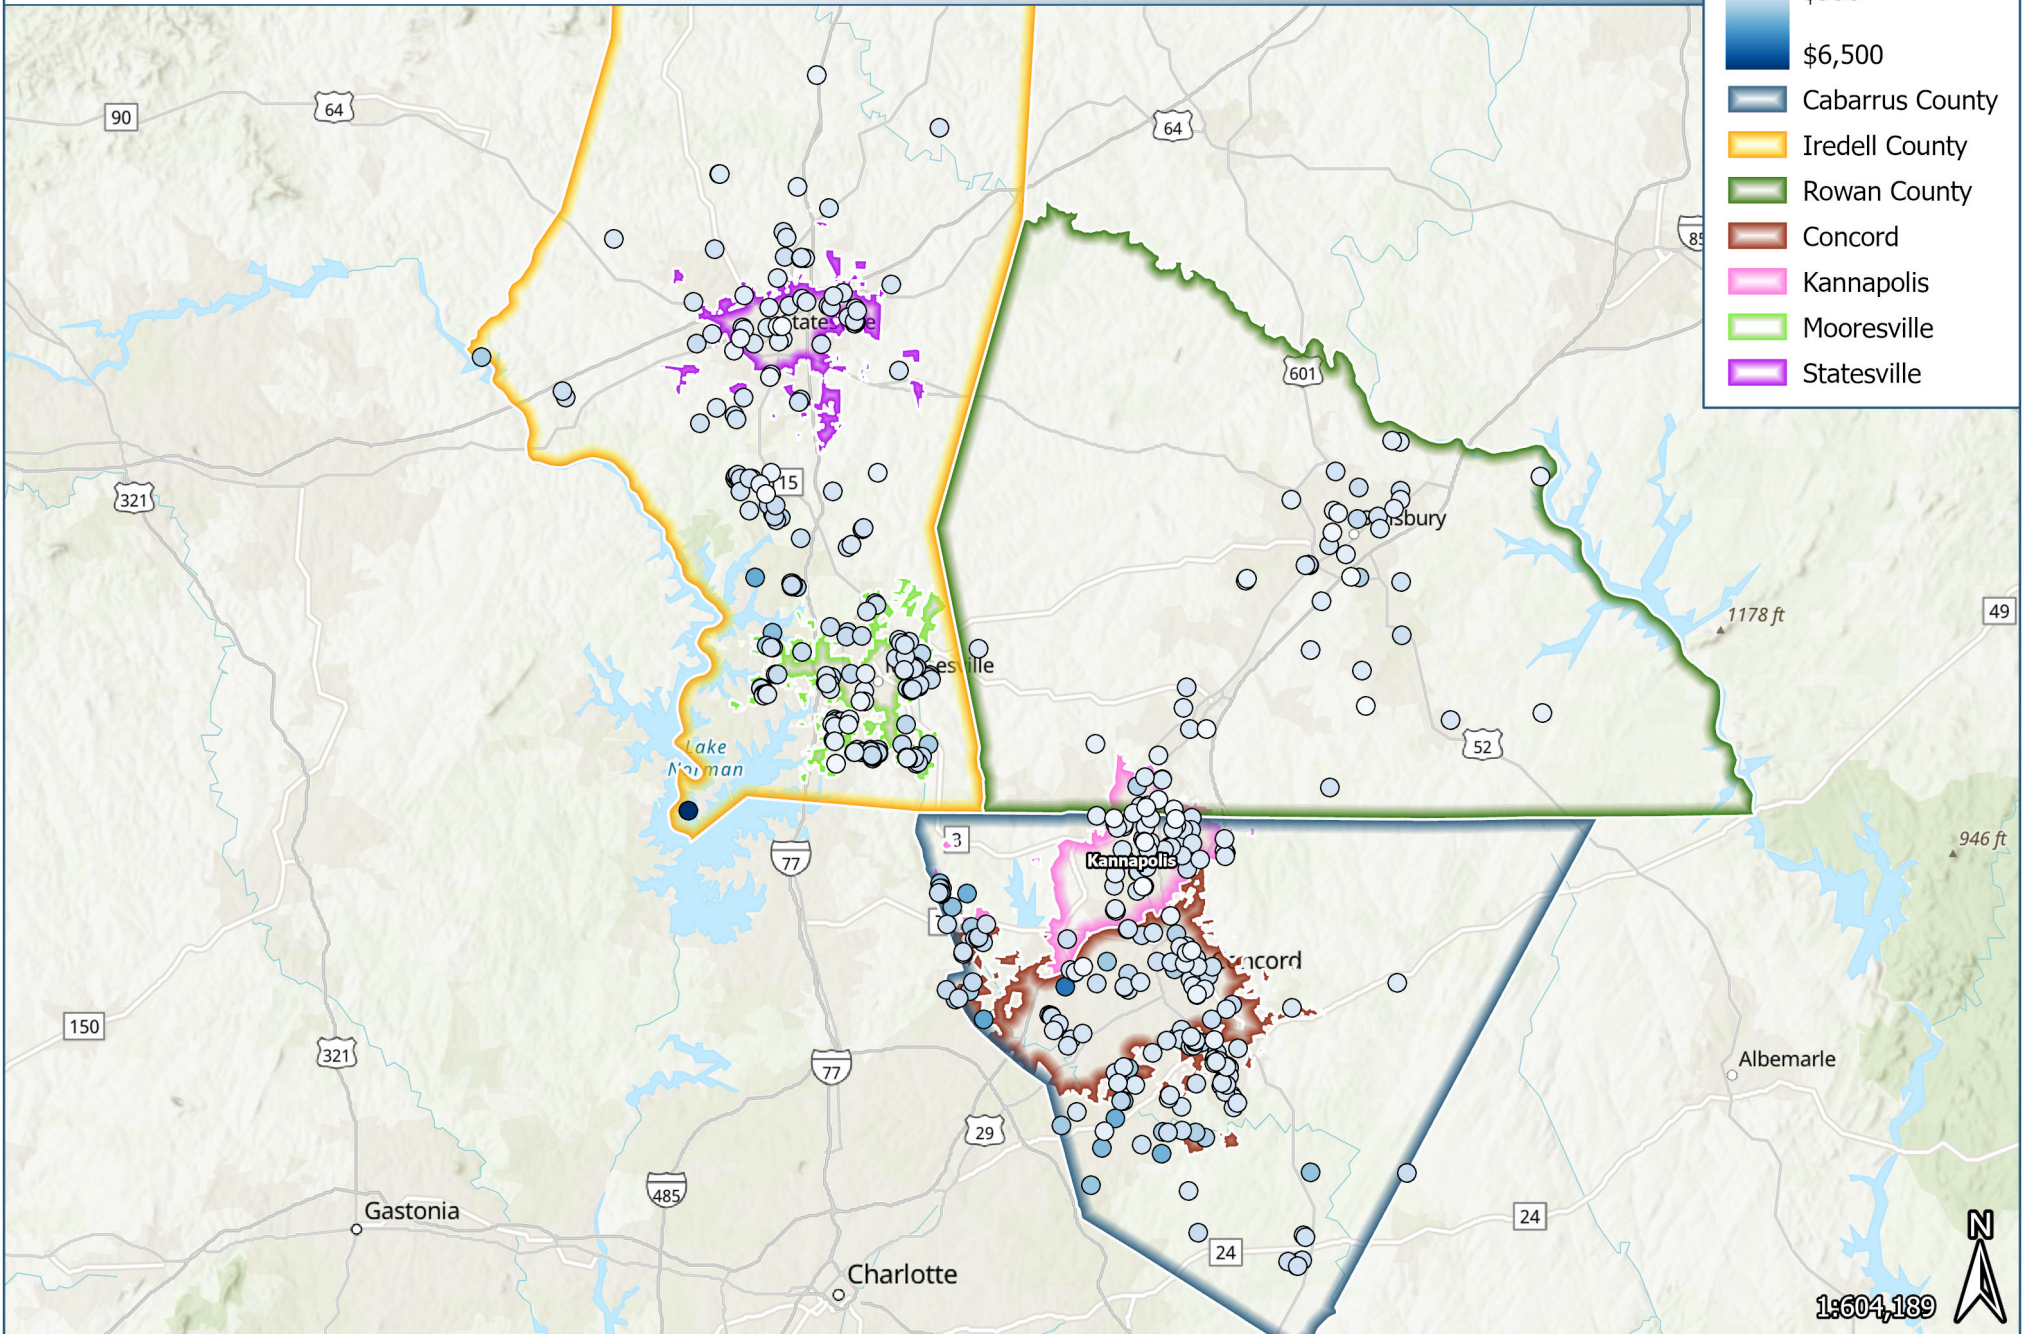 $6,500
Cabarrus County
Iredell County
Rowan County
Concord
Kannapolis
Mooresville
Statesville
90
64
64
85
321
15
601
49
1178 ft
52
Lake
Norman
77
3
946 ft
Kannapolis
150
321
77
29
Albemarle
485
Gastonia
24
24
Charlotte
N
1:604,189